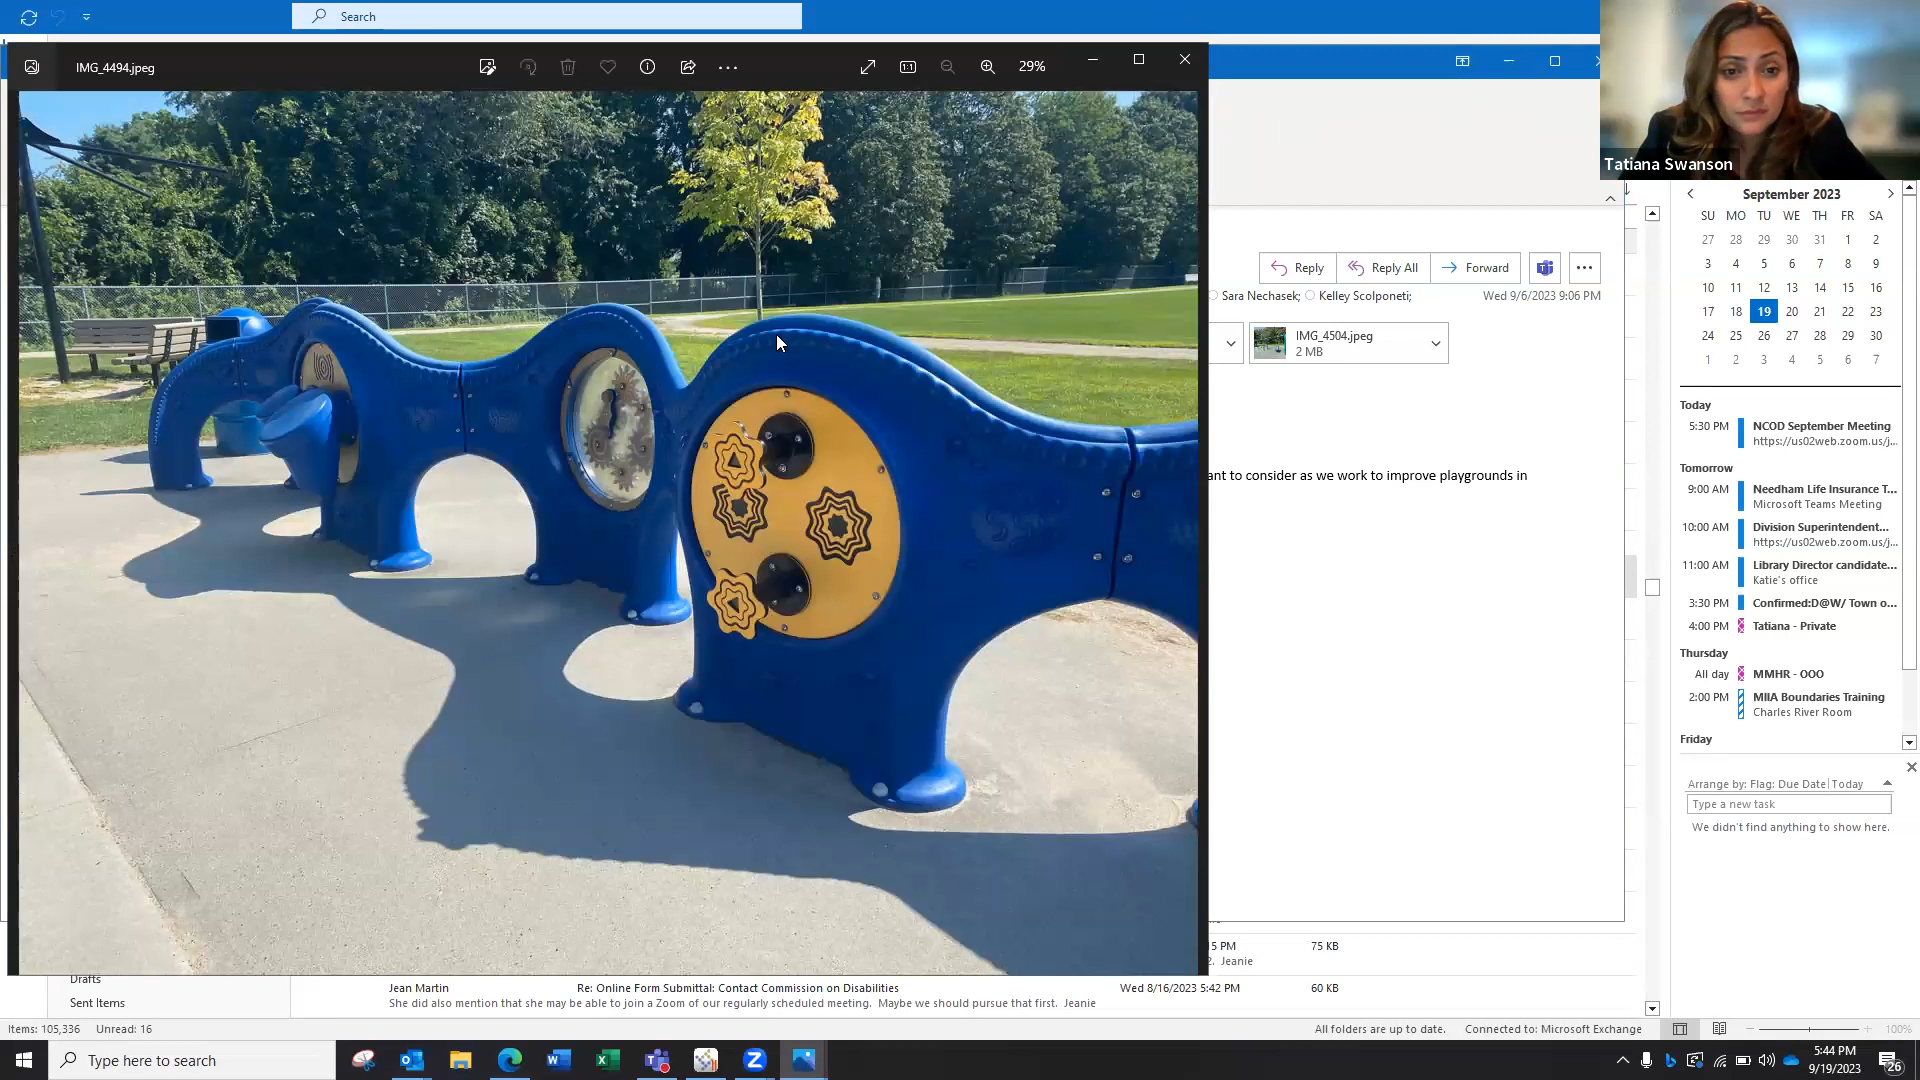 Search
IMG_4494.jpeg
29%
Tatiana Swanson
Reply
Reply All
Forward
Sara Nechasek;
Kelley Scolponeti;
Wed 9/6/2023 9:06 PM
IMG_4504.jpeg
2 MB
ant to consider as we work to improve playgrounds in
September 2023
SU MO TU WE TH FR SA
27 28 29 30 31 1 2
3 4 5 6 7 8 9
10 11 12 13 14 15 16
17 18 19 20 21 22 23
24 25 26 27 28 29 30
1 2 3 4 5 6 7
Today
5:30 PM NCOD September Meeting
https://us02web.zoom.us/j...
Tomorrow
9:00 AM Needham Life Insurance T...
Microsoft Teams Meeting
10:00 AM Division Superintendent...
https://us02web.zoom.us/j...
11:00 AM Library Director candidate...
Katie's office
3:30 PM Confirmed:D@W/ Town o...
4:00 PM Tatiana - Private
Thursday
All day MMHR - OOO
2:00 PM MIIA Boundaries Training
Charles River Room
Friday
Arrange by: Flag: Due Date Today
Type a new task
We didn't find anything to show here.
15 PM 75 KB
2. Jeanie
Drafts
Sent Items
Jean Martin Re: Online Form Submittal: Contact Commission on Disabilities Wed 8/16/2023 5:42 PM 60 KB
She did also mention that she may be able to join a Zoom of our regularly scheduled meeting. Maybe we should pursue that first. Jeanie
Items: 105,336 Unread: 16
All folders are up to date. Connected to: Microsoft Exchange
100%
Type here to search
5:44 PM
9/19/2023
26